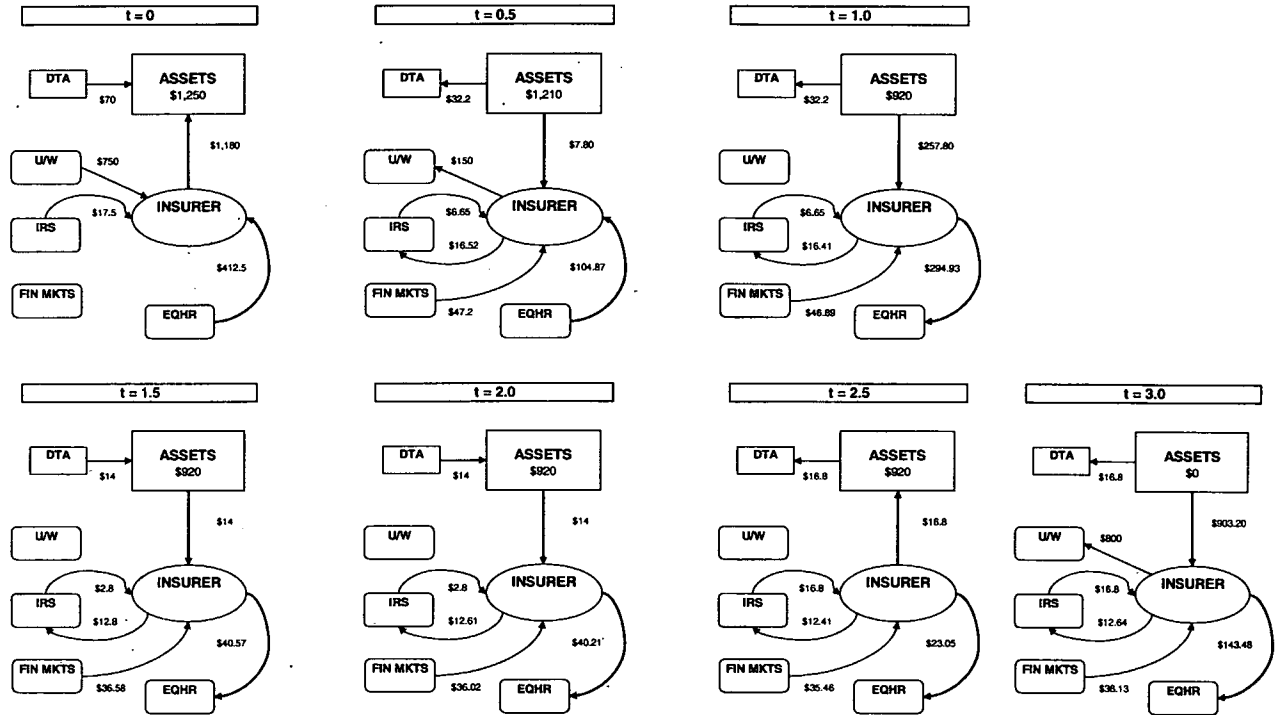 t = 0
DTA
ASSETS
$1,250
$70
$1,180
U/W
$750
INSURER
IRS
$17.5
$412.5
FIN MKTS
EQHR
t = 0.5
DTA
ASSETS
$1,210
$32.2
$7.80
U/W
$150
INSURER
IRS
$6.65
$16.52
$104.87
FIN MKTS
$47.2
EQHR
t = 1.0
DTA
ASSETS
$920
$32.2
$257.80
U/W
INSURER
IRS
$6.65
$16.41
$294.93
FIN MKTS
$46.89
EQHR
t = 1.5
DTA
ASSETS
$920
$14
$14
U/W
INSURER
IRS
$2.8
$12.8
$40.57
FIN MKTS
$36.58
EQHR
t = 2.0
DTA
ASSETS
$920
$14
$14
U/W
INSURER
IRS
$2.8
$12.61
$40.21
FIN MKTS
$36.02
EQHR
t = 2.5
DTA
ASSETS
$920
$16.8
$16.8
U/W
INSURER
IRS
$16.8
$12.41
$23.05
FIN MKTS
$35.46
EQHR
t = 3.0
DTA
ASSETS
$0
$16.8
$903.20
U/W
$800
INSURER
IRS
$16.8
$12.64
$143.48
FIN MKTS
$36.13
EQHR